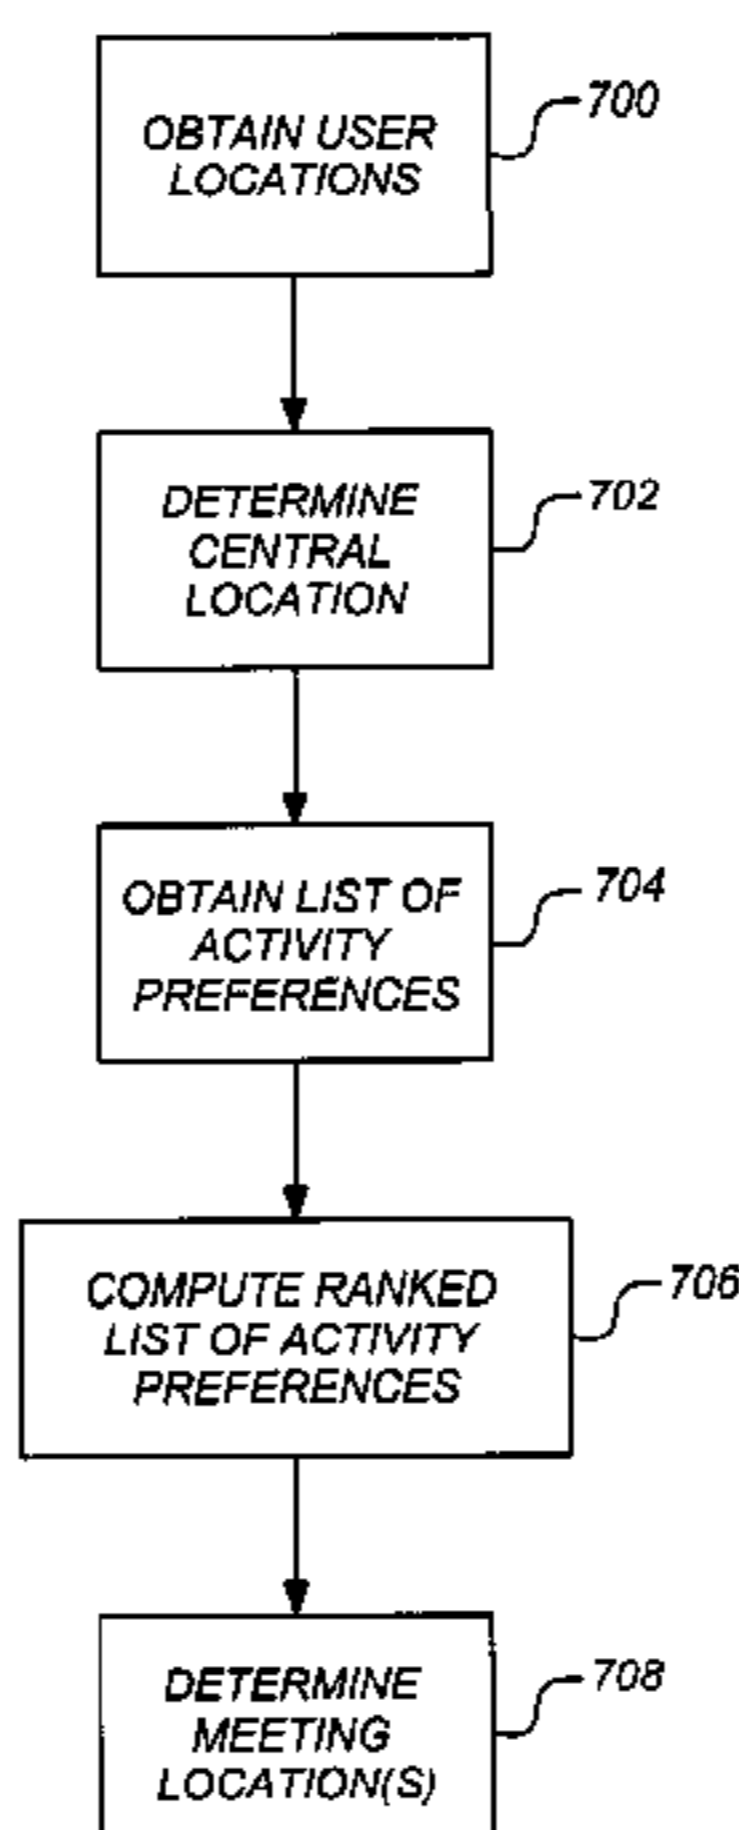 OBTAIN USER
LOCATIONS
700
DETERMINE
CENTRAL
LOCATION
702
OBTAIN LIST OF
ACTIVITY
PREFERENCES
704
COMPUTE RANKED
LIST OF ACTIVITY
PREFERENCES
706
DETERMINE
MEETING
LOCATION(S)
708